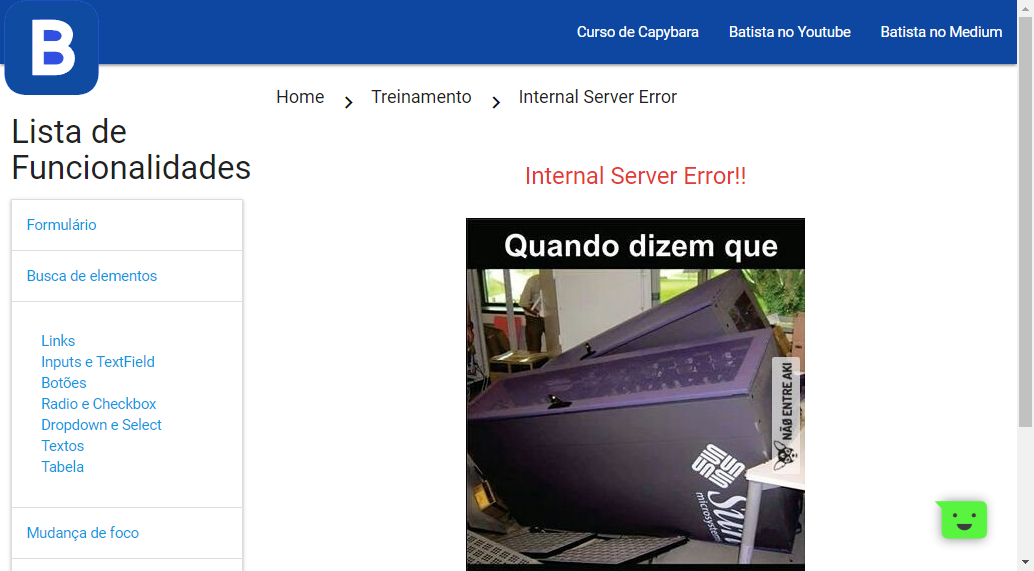 B
Curso de Capybara
Batista no Youtube
Batista no Medium
Home
Treinamento
Internal Server Error
Lista de
Funcionalidades
Formulário
Busca de elementos
Links
Inputs e TextField
Botões
Radio e Checkbox
Dropdown e Select
Textos
Tabela
Mudança de foco
Internal Server Error!!
Quando dizem que
NÃO ENTRE AKI
Sun
microsystems